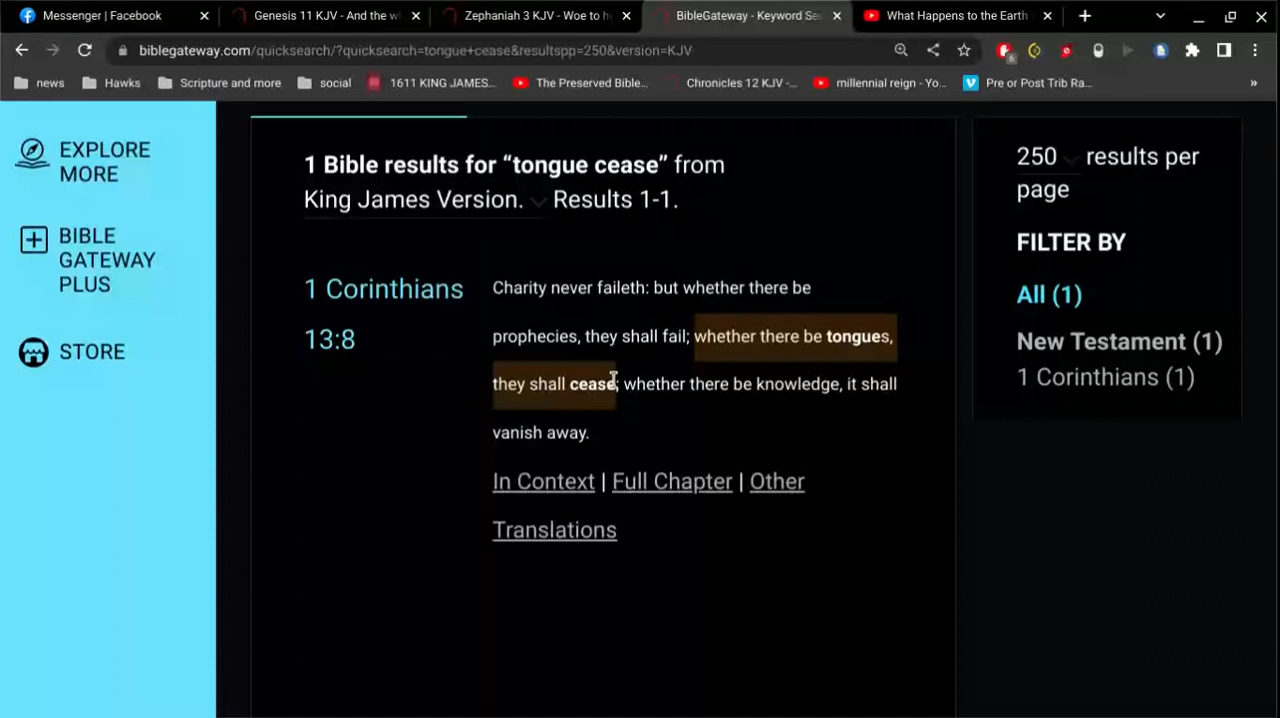 Messenger | Facebook
Genesis 11 KJV - And the w
Zephaniah 3 KJV - Woe to h
BibleGateway - Keyword Se
What Happens to the Earth
biblegateway.com/quicksearch/?quicksearch=tongue+cease&resultspp=250&version=KJV
6
news
Hawks
Scripture and more
social
1611 KING JAMES...
The Preserved Bible...
Chronicles 12 KJV -...
millennial reign - Yo...
Pre or Post Trib Ra...
»
EXPLORE
MORE
BIBLE
GATEWAY
PLUS
STORE
1 Bible results for “tongue cease” from
King James Version. Results 1-1.
1 Corinthians
13:8
Charity never faileth: but whether there be
prophecies, they shall fail; whether there be tongues,
they shall cease; whether there be knowledge, it shall
vanish away.
In Context | Full Chapter | Other
Translations
250 results per
page
FILTER BY
All (1)
New Testament (1)
1 Corinthians (1)